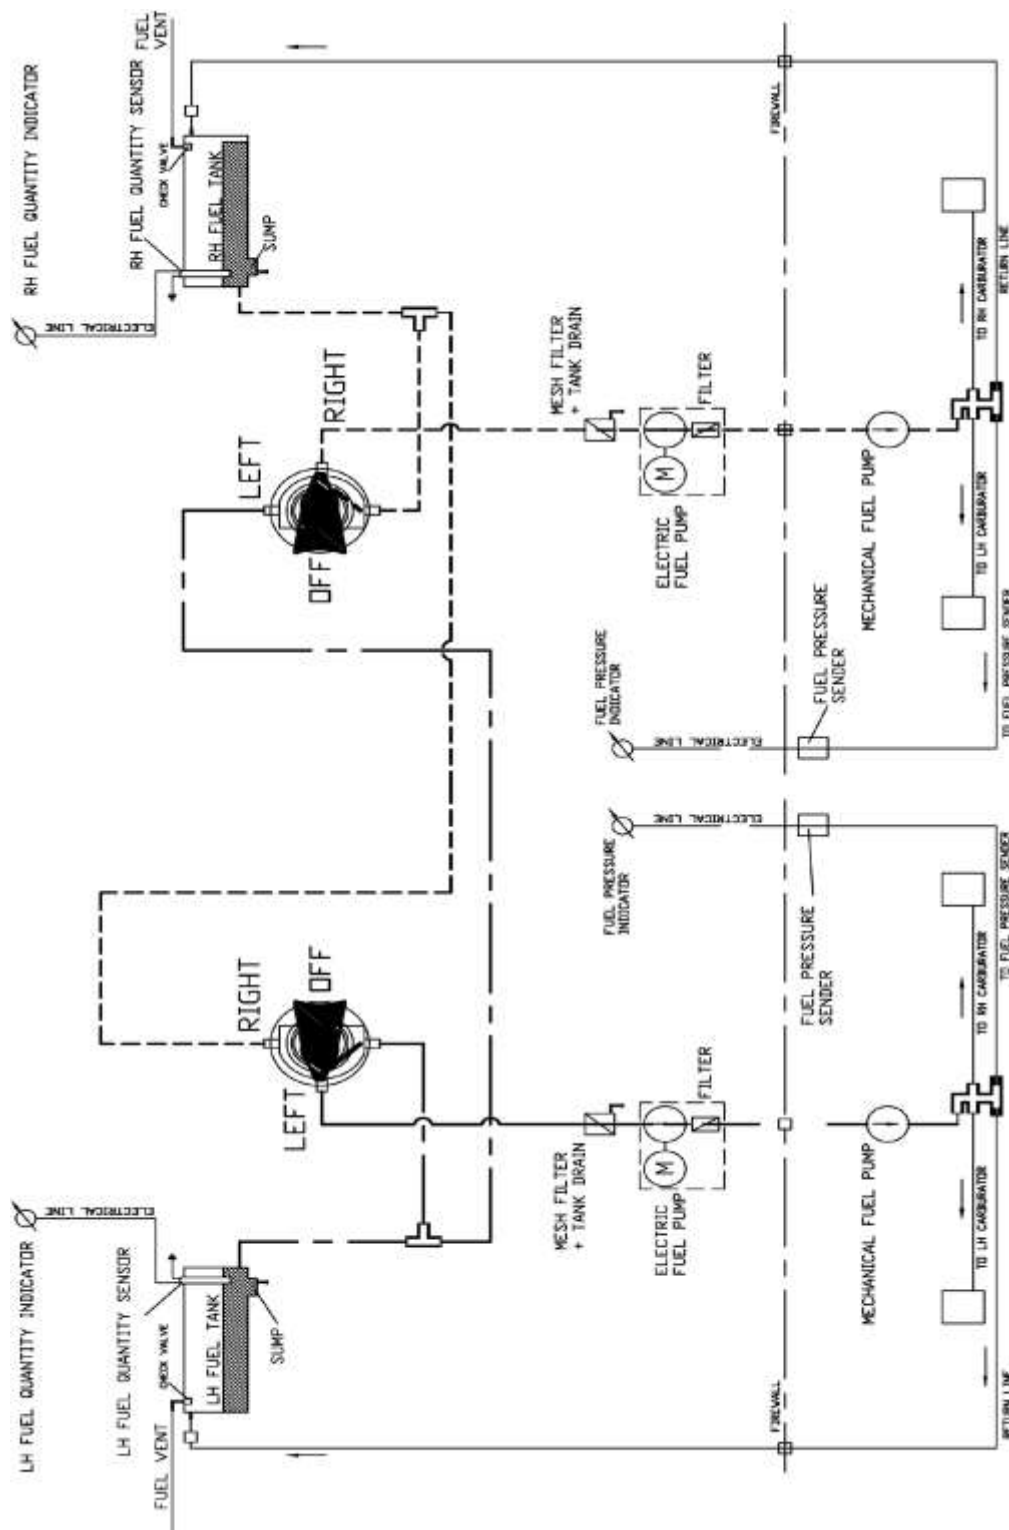 LH FUEL QUANTITY INDICATOR
ELECTRICAL LINE
LH FUEL QUANTITY SENSOR
FUEL VENT
CHECK VALVE
LH FUEL TANK
SUMP
RH FUEL QUANTITY INDICATOR
ELECTRICAL LINE
RH FUEL QUANTITY SENSOR
FUEL
VENT
CHECK VALVE
RH FUEL TANK
SUMP
LEFT
RIGHT
OFF
LEFT
RIGHT
OFF
MESH FILTER
+ TANK DRAIN
ELECTRIC
FUEL PUMP
M
FILTER
FUEL PRESSURE
INDICATOR
ELECTRICAL LINE
FUEL PRESSURE
INDICATOR
ELECTRICAL LINE
MESH FILTER
+ TANK DRAIN
ELECTRIC
FUEL PUMP
M
FILTER
FIREWALL
FIREWALL
FUEL PRESSURE
SENDER
FUEL PRESSURE
SENDER
MECHANICAL FUEL PUMP
MECHANICAL FUEL PUMP
TO LH CARBURATOR
TO RH CARBURATOR
TO LH CARBURATOR
TO RH CARBURATOR
RETURN LINE
TO FUEL PRESSURE SENDER
TO FUEL PRESSURE SENDER
RETURN LINE